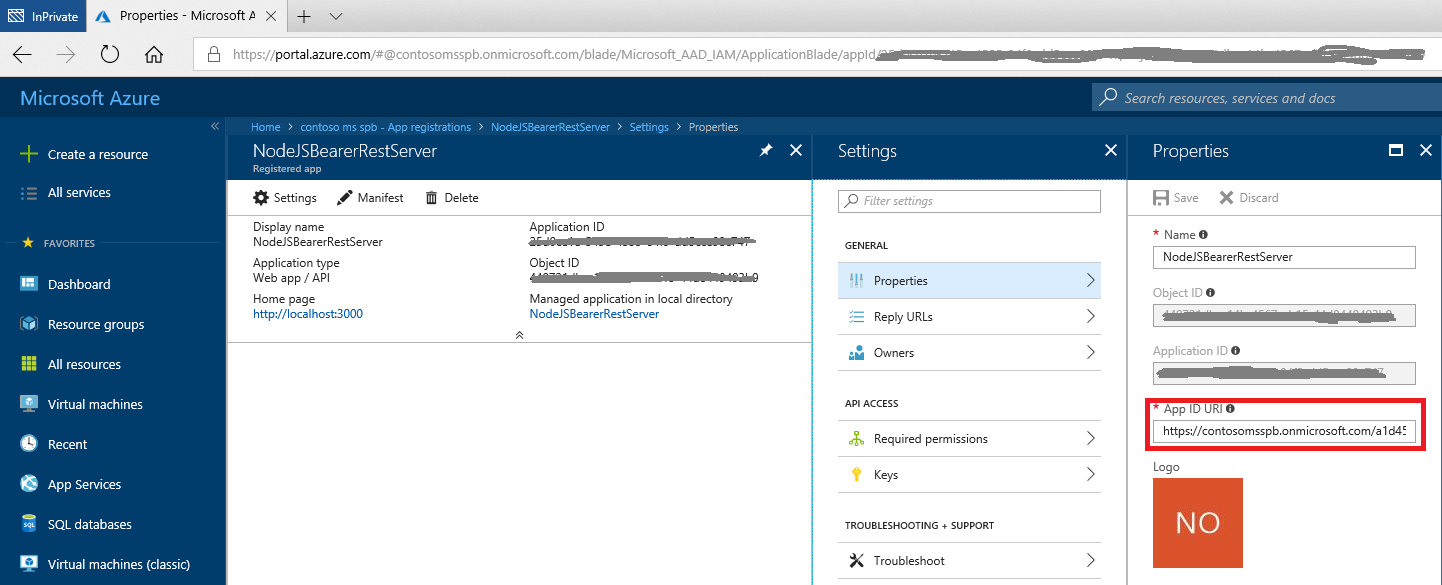 InPrivate
Properties - Microsoft A
https://portal.azure.com/#@contosomsspb.onmicrosoft.com/blade/Microsoft_AAD_IAM/ApplicationBlade/appId/
Microsoft Azure
Search resources, services and docs
Home > contoso ms spb - App registrations > NodeJSBearerRestServer > Settings > Properties
Create a resource
All services
FAVORITES
Dashboard
Resource groups
All resources
Virtual machines
Recent
App Services
SQL databases
Virtual machines (classic)
NodeJSBearerRestServer
Registered app
Settings Manifest Delete
Display name
NodeJSBearerRestServer
Application type
Web app / API
Home page
http://localhost:3000
Application ID
Object ID
Managed application in local directory
NodeJSBearerRestServer
Settings
Filter settings
GENERAL
Properties
Reply URLs
Owners
API ACCESS
Required permissions
Keys
TROUBLESHOOTING + SUPPORT
Troubleshoot
Properties
Save Discard
* Name
NodeJSBearerRestServer
Object ID
Application ID
* App ID URI
https://contosomsspb.onmicrosoft.com/a1d45
Logo
NO